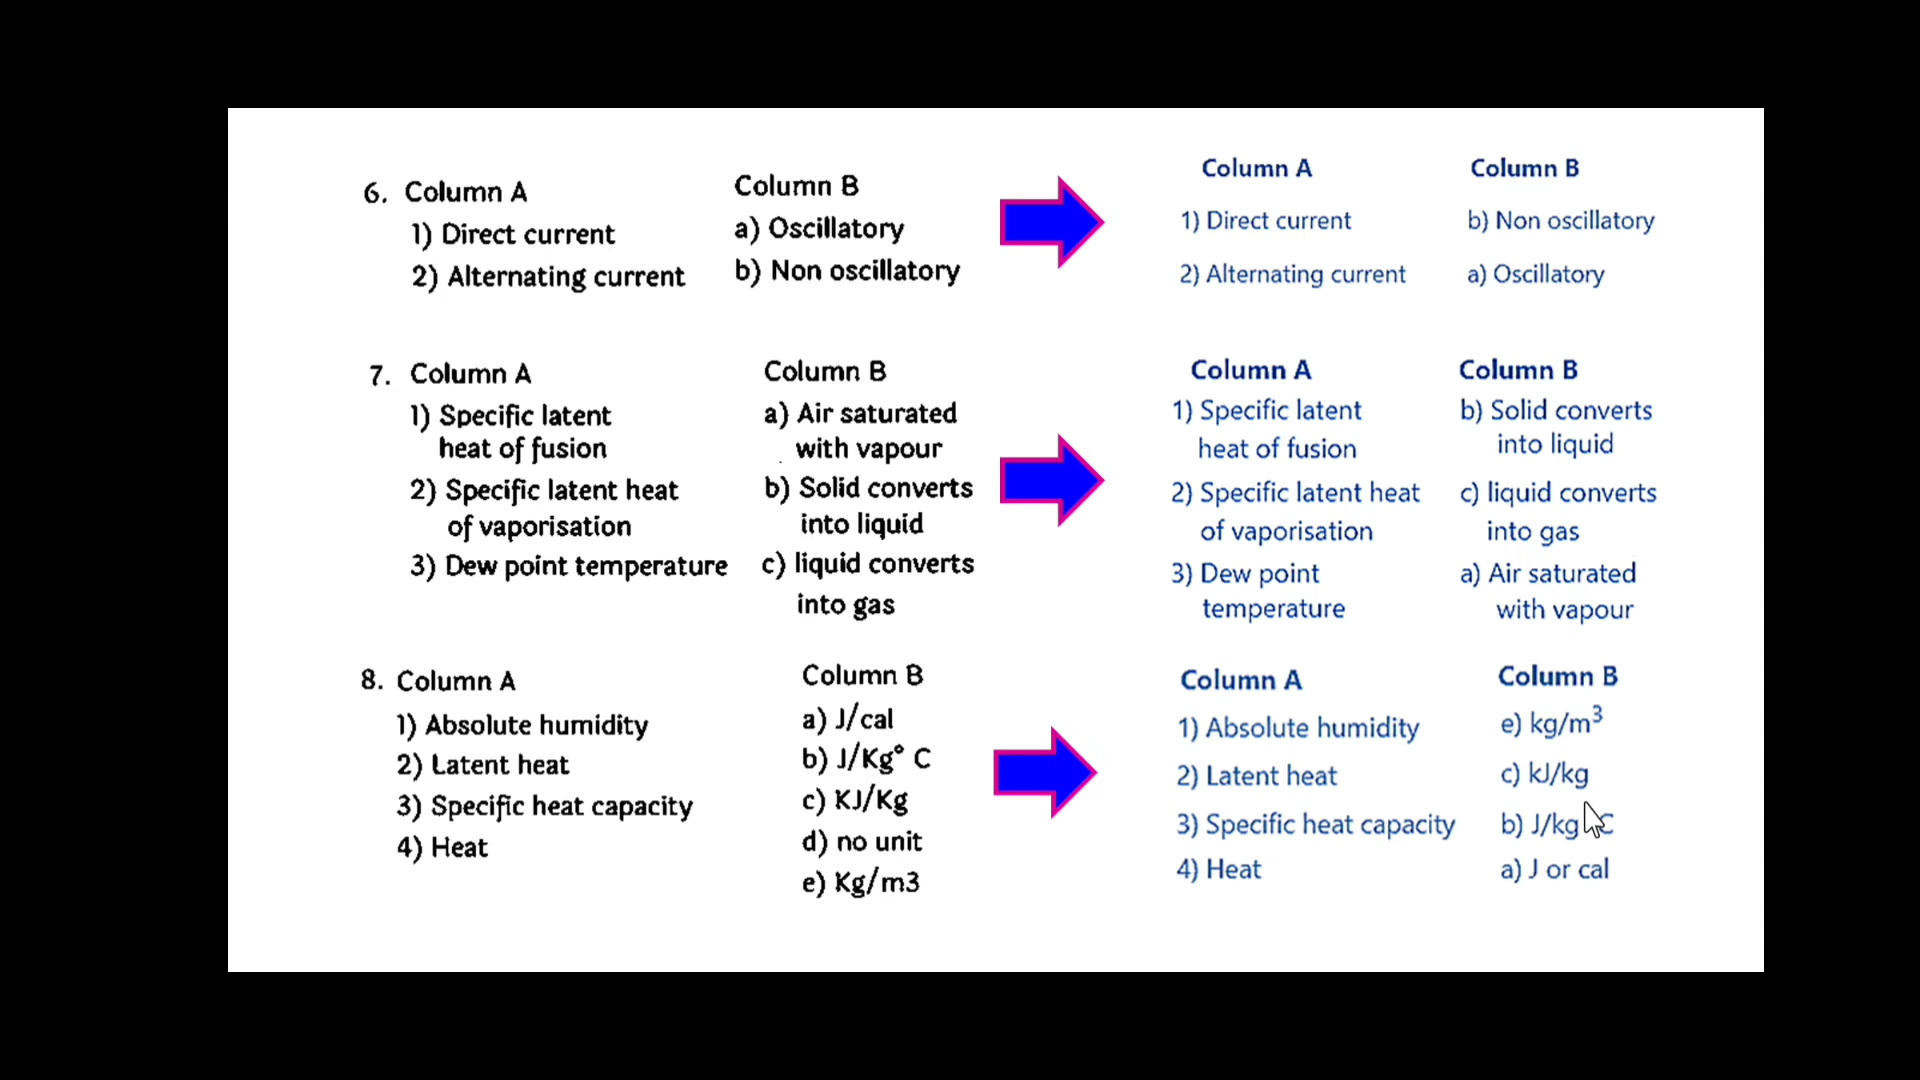 6. Column A
1) Direct current
2) Alternating current
Column B
a) Oscillatory
b) Non oscillatory
Column A
1) Direct current
2) Alternating current
Column B
b) Non oscillatory
a) Oscillatory
7. Column A
1) Specific latent
heat of fusion
2) Specific latent heat
of vaporisation
3) Dew point temperature
Column B
a) Air saturated
with vapour
b) Solid converts
into liquid
c) liquid converts
into gas
Column A
1) Specific latent
heat of fusion
2) Specific latent heat
of vaporisation
3) Dew point
temperature
Column B
b) Solid converts
into liquid
c) liquid converts
into gas
a) Air saturated
with vapour
8. Column A
1) Absolute humidity
2) Latent heat
3) Specific heat capacity
4) Heat
Column B
a) J/cal
b) J/Kg° C
c) KJ/Kg
d) no unit
e) Kg/m3
Column A
1) Absolute humidity
2) Latent heat
3) Specific heat capacity
4) Heat
Column B
e) kg/m³
c) kJ/kg
b) J/kg C
a) J or cal